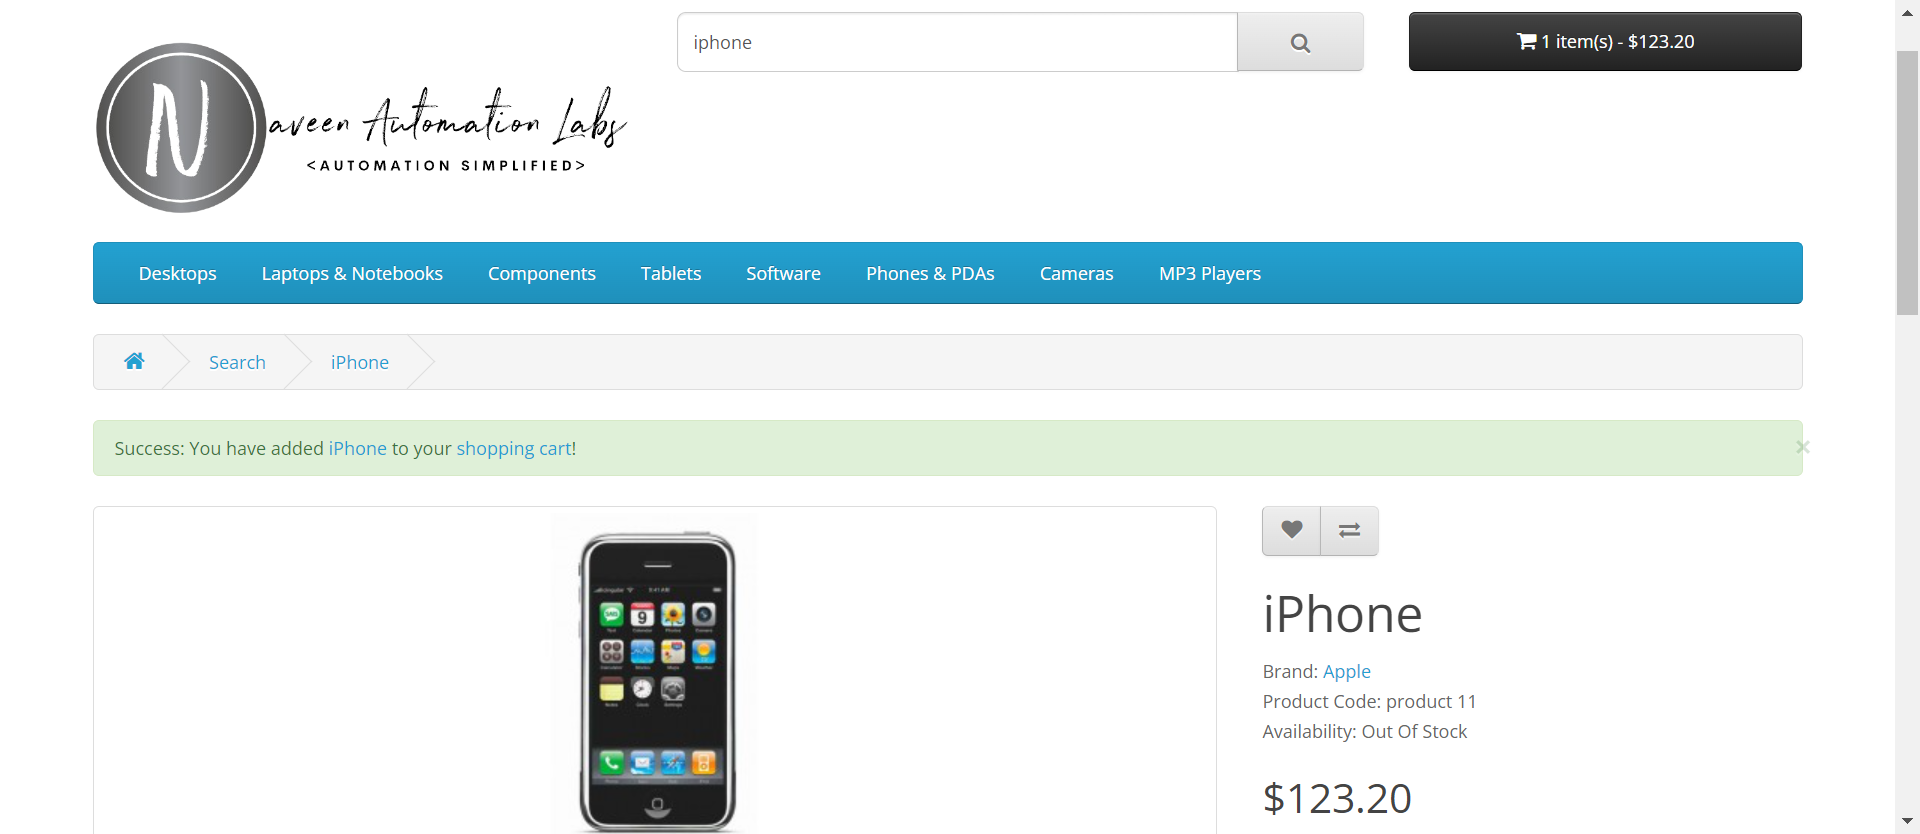 iphone
1 item(s) - $123.20
N aveen Automation Labs
<AUTOMATION SIMPLIFIED>
Desktops Laptops & Notebooks Components Tablets Software Phones & PDAs Cameras MP3 Players
Search iPhone
Success: You have added iPhone to your shopping cart!
×
iPhone
Brand: Apple
Product Code: product 11
Availability: Out Of Stock
$123.20
9